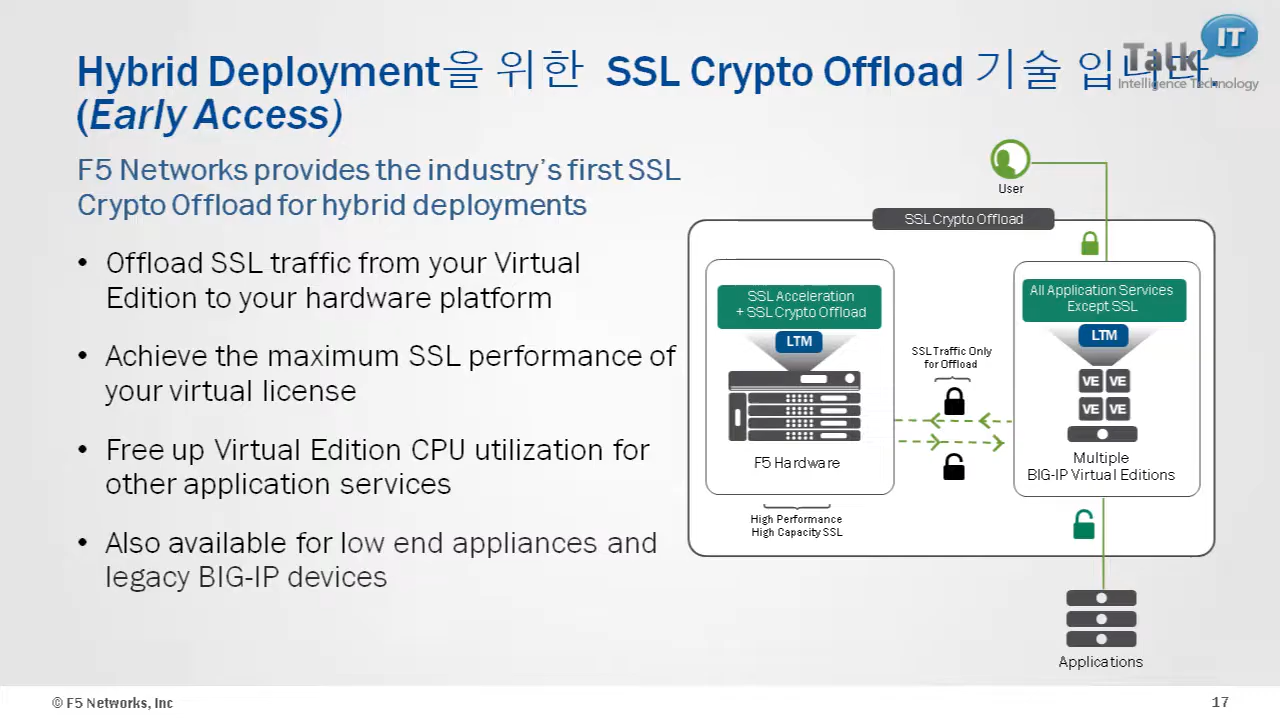 Talk IT
Intelligence Technology
Hybrid Deployment을 위한 SSL Crypto Offload 기술 입니다.
(Early Access)
F5 Networks provides the industry’s first SSL
Crypto Offload for hybrid deployments
• Offload SSL traffic from your Virtual
Edition to your hardware platform
• Achieve the maximum SSL performance of
your virtual license
• Free up Virtual Edition CPU utilization for
other application services
• Also available for low end appliances and
legacy BIG-IP devices
User
SSL Crypto Offload
SSL Acceleration
+ SSL Crypto Offload
LTM
F5 Hardware
High Performance
High Capacity SSL
SSL Traffic Only
for Offload
All Application Services
Except SSL
LTM
VE VE
VE VE
Multiple
BIG-IP Virtual Editions
Applications
© F5 Networks, Inc
17